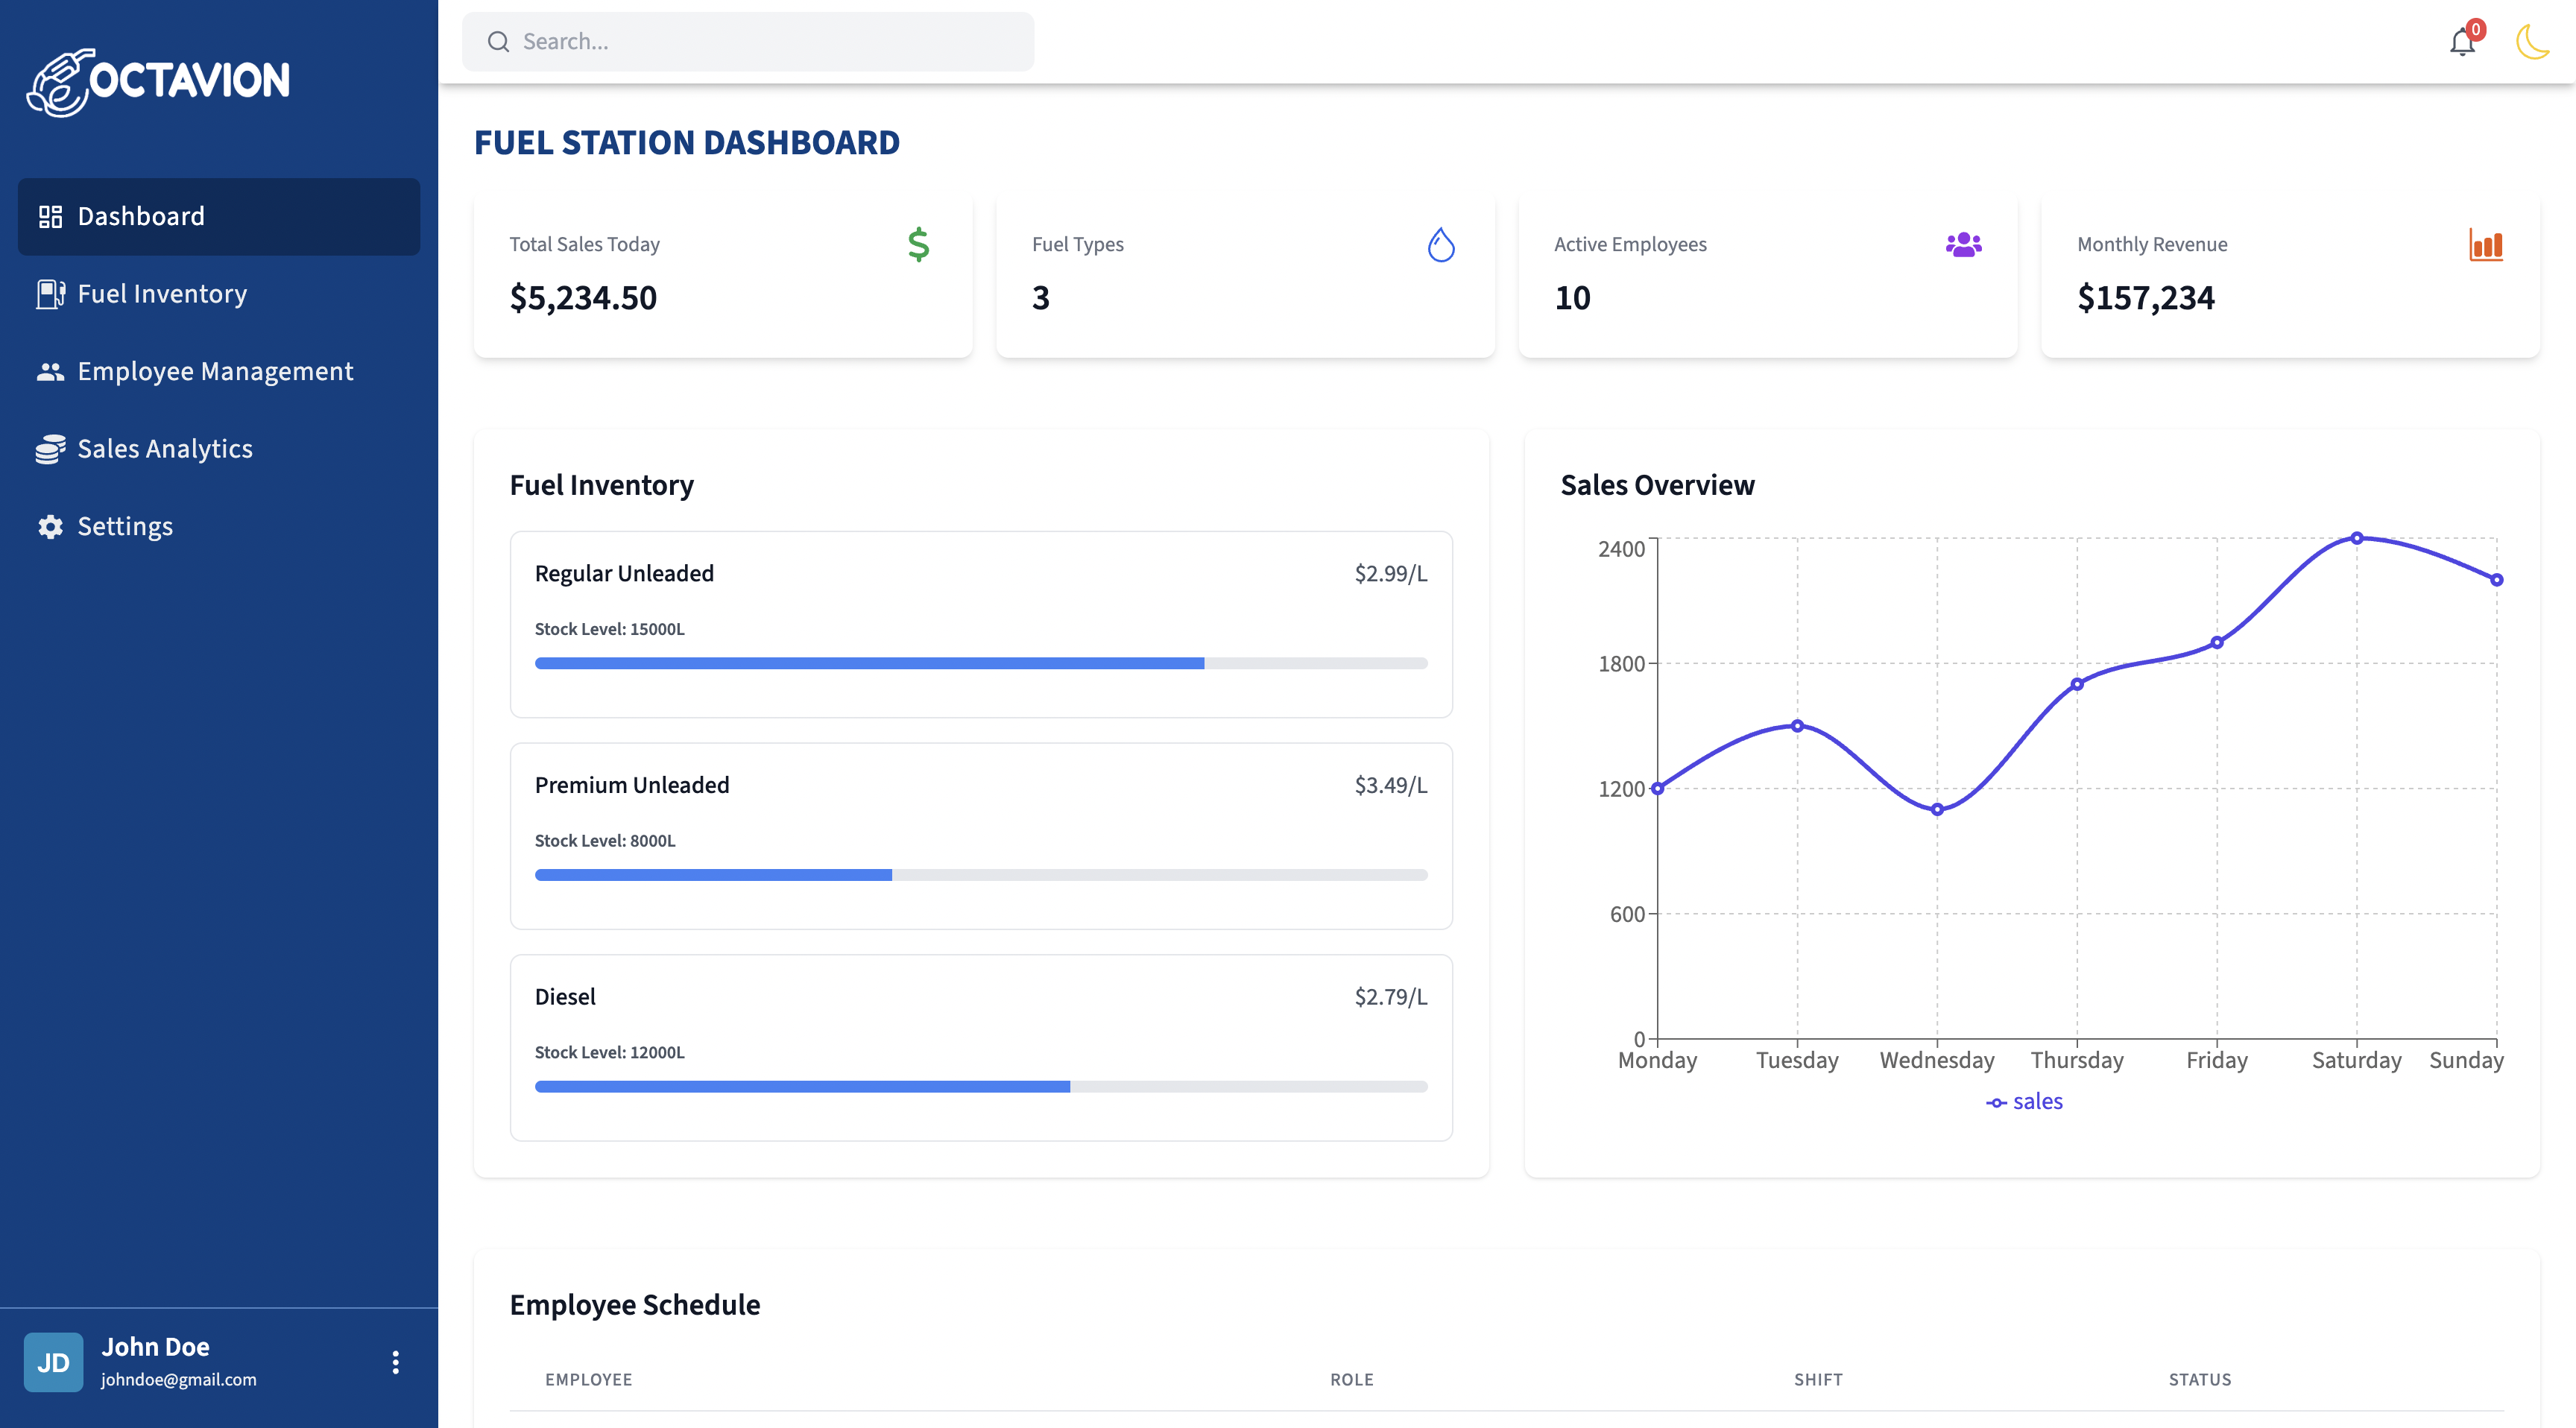 OCTAVION
Dashboard
Fuel Inventory
Employee Management
Sales Analytics
Settings
JD
John Doe
johndoe@gmail.com
Search...
0
FUEL STATION DASHBOARD
Total Sales Today
$5,234.50
Fuel Types
3
Active Employees
10
Monthly Revenue
$157,234
Fuel Inventory
Regular Unleaded $2.99/L
Stock Level: 15000L
Premium Unleaded $3.49/L
Stock Level: 8000L
Diesel $2.79/L
Stock Level: 12000L
Sales Overview
2400
1800
1200
600
0
Monday Tuesday Wednesday Thursday Friday Saturday Sunday
sales
Employee Schedule
EMPLOYEE ROLE SHIFT STATUS